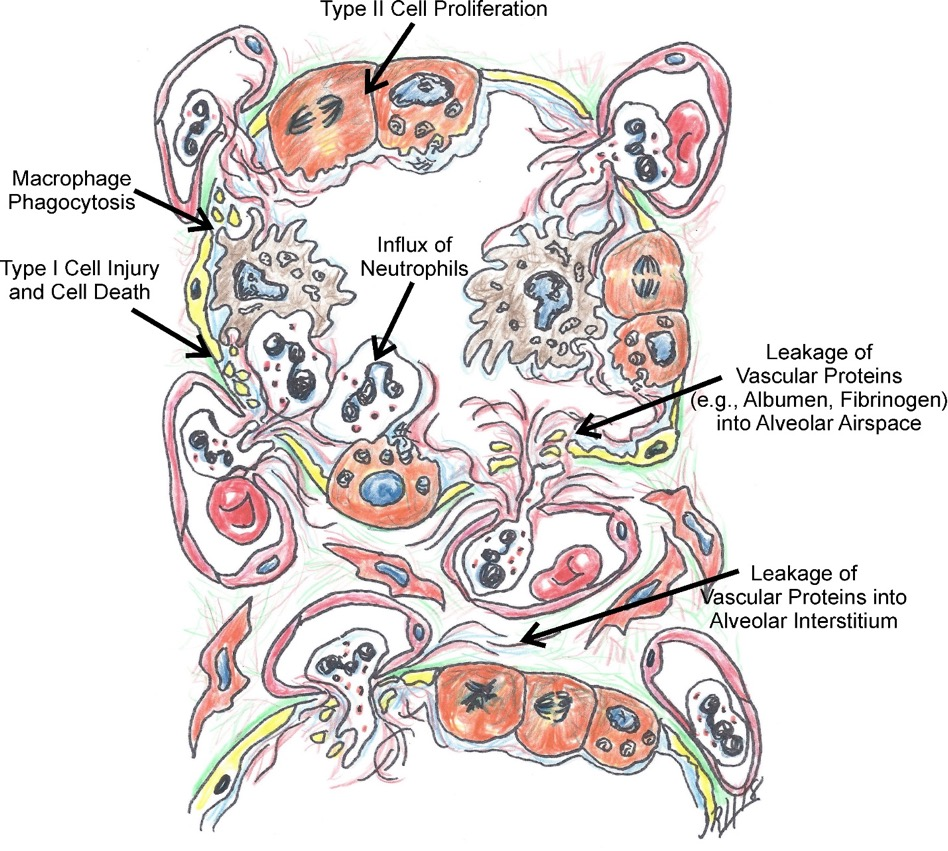 Type II Cell Proliferation
Macrophage
Phagocytosis
Influx of
Neutrophils
Type I Cell Injury
and Cell Death
Leakage of
Vascular Proteins
(e.g., Albumen, Fibrinogen)
into Alveolar Airspace
Leakage of
Vascular Proteins into
Alveolar Interstitium